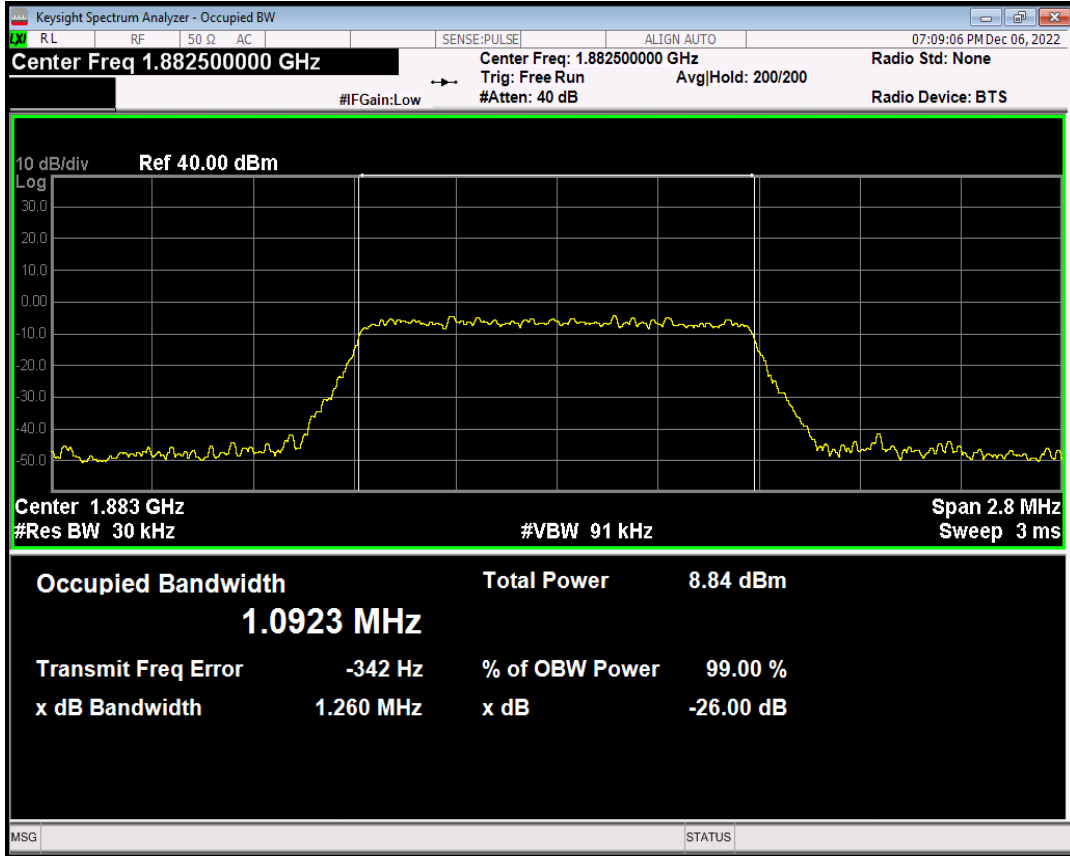 Keysight Spectrum Analyzer - Occupied BW
LXI RL RF 50 Ω AC SENSE:PULSE ALIGN AUTO 07:09:06 PM Dec 06, 2022
Center Freq 1.882500000 GHz
Center Freq: 1.882500000 GHz Radio Std: None
Trig: Free Run Avg|Hold: 200/200
#IFGain:Low #Atten: 40 dB Radio Device: BTS
10 dB/div Ref 40.00 dBm
Log
30.0
20.0
10.0
0.00
-10.0
-20.0
-30.0
-40.0
-50.0
Center 1.883 GHz Span 2.8 MHz
#Res BW 30 kHz #VBW 91 kHz Sweep 3 ms
Occupied Bandwidth Total Power 8.84 dBm
1.0923 MHz
Transmit Freq Error -342 Hz % of OBW Power 99.00 %
x dB Bandwidth 1.260 MHz x dB -26.00 dB
MSG STATUS